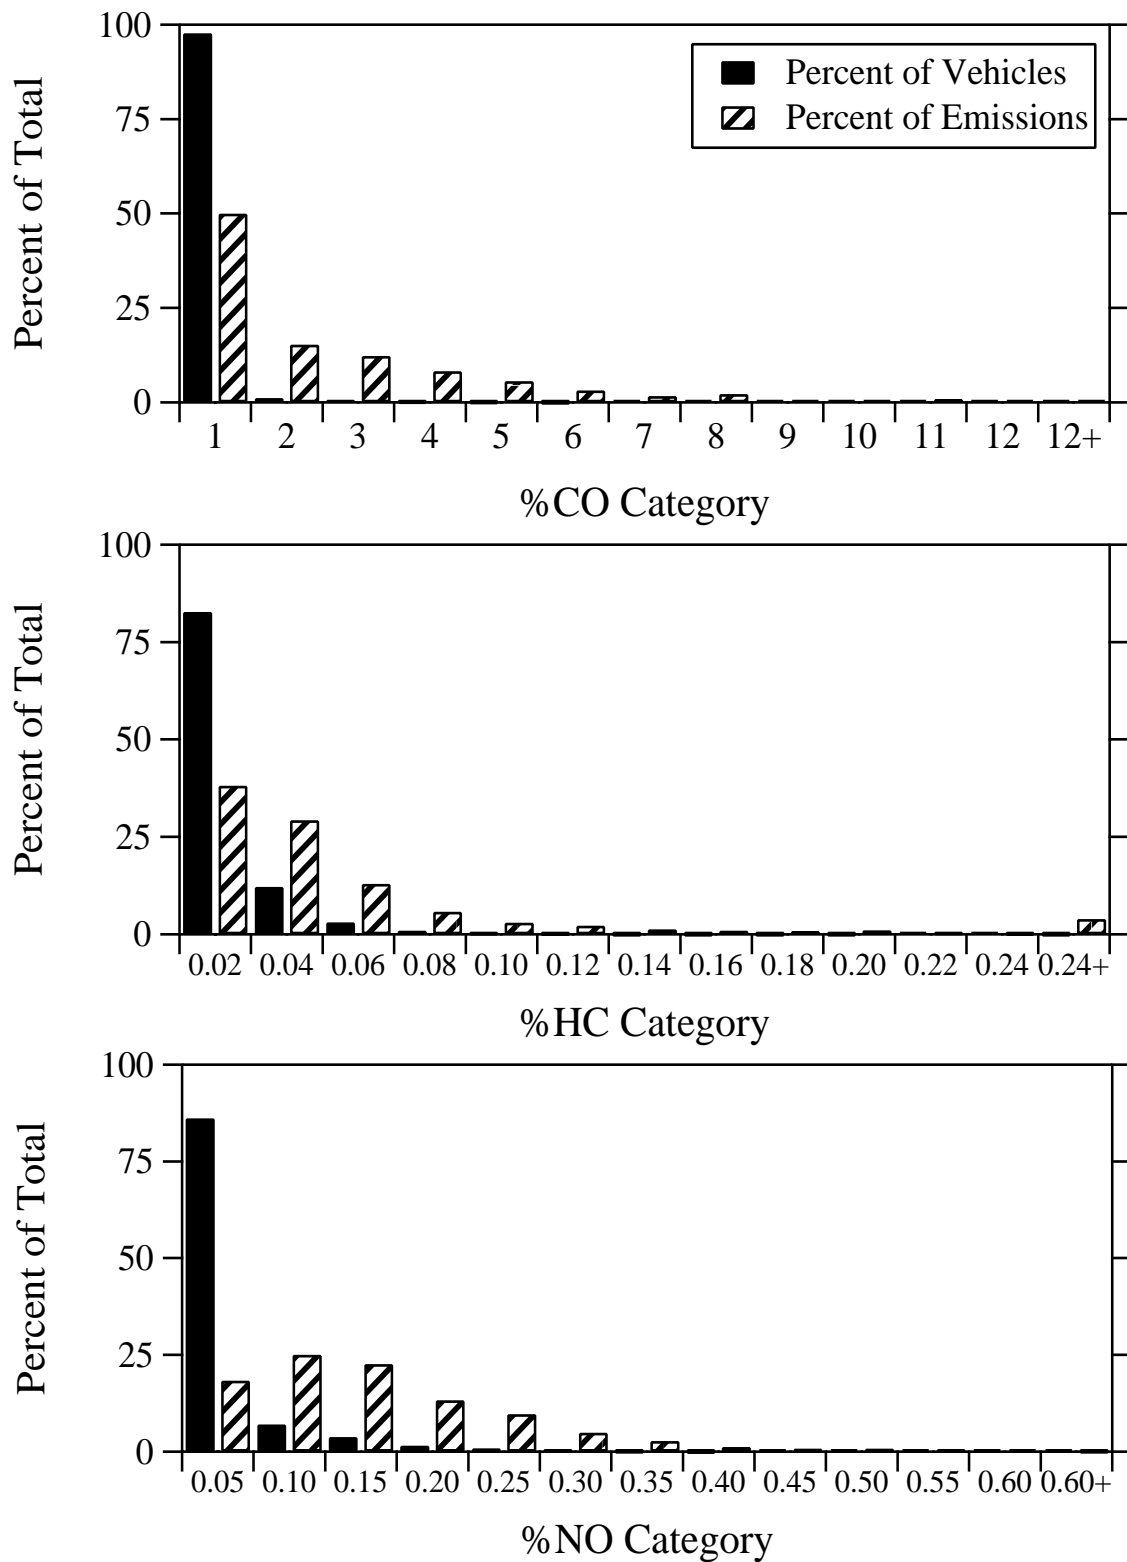 100
Percent of Vehicles
Percent of Emissions
75
50
25
0
Percent of Total
1 2 3 4 5 6 7 8 9 10 11 12 12+
%CO Category
100
75
50
25
0
Percent of Total
0.02 0.04 0.06 0.08 0.10 0.12 0.14 0.16 0.18 0.20 0.22 0.24 0.24+
%HC Category
100
75
50
25
0
Percent of Total
0.05 0.10 0.15 0.20 0.25 0.30 0.35 0.40 0.45 0.50 0.55 0.60 0.60+
%NO Category